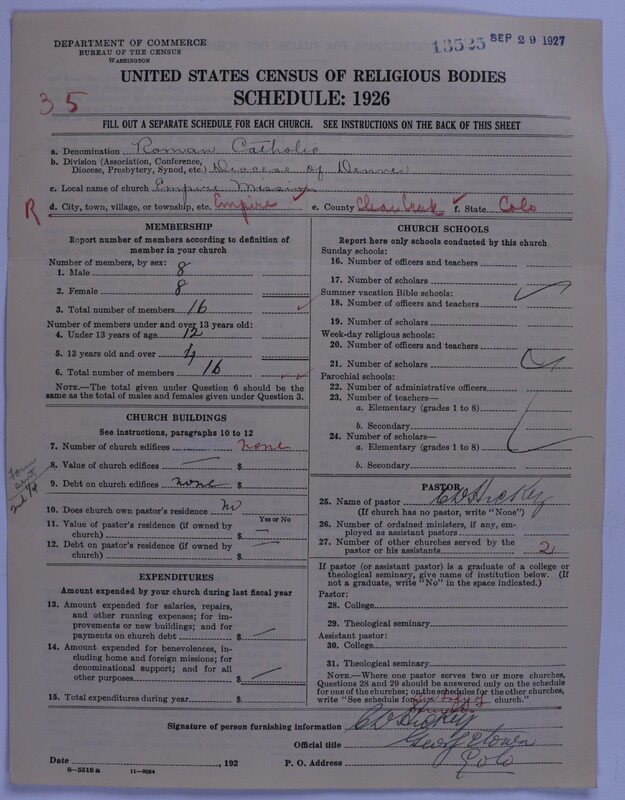 DEPARTMENT OF COMMERCE
BUREAU OF THE CENSUS
WASHINGTON
13525 SEP 29 1927
UNITED STATES CENSUS OF RELIGIOUS BODIES
SCHEDULE: 1926
35
FILL OUT A SEPARATE SCHEDULE FOR EACH CHURCH. SEE INSTRUCTIONS ON THE BACK OF THIS SHEET
a. Denomination Roman Catholic
b. Division (Association, Conference, Diocese, Presbytery, Synod, etc.) Diocese of Denver
c. Local name of church Empire Mission
R d. City, town, village, or township, etc. Empire e. County Clear Creek f. State Colo
MEMBERSHIP
Report number of members according to definition of
member in your church
Number of members, by sex:
1. Male 8
2. Female 8
3. Total number of members 16
Number of members under and over 13 years old:
4. Under 13 years of age 12
5. 13 years old and over 4
6. Total number of members 16
NOTE.—The total given under Question 6 should be
same as the total of males and females given under Question 3.
CHURCH BUILDINGS
See instructions, paragraphs 10 to 12
7. Number of church edifices none
8. Value of church edifices $
9. Debt on church edifices none $
10. Does church own pastor's residence no
Yes or No
11. Value of pastor's residence (if owned by
church) $
12. Debt on pastor's residence (if owned by
church) $
EXPENDITURES
Amount expended by your church during last fiscal year
13. Amount expended for salaries, repairs,
and other running expenses; for im-
provements or new buildings; and for
payments on church debt $
14. Amount expended for benevolences, in-
cluding home and foreign missions; for
denominational support; and for all
other purposes $
15. Total expenditures during year $
CHURCH SCHOOLS
Report here only schools conducted by this church
Sunday schools:
16. Number of officers and teachers
17. Number of scholars
Summer vacation Bible schools:
18. Number of officers and teachers
19. Number of scholars
Week-day religious schools:
20. Number of officers and teachers
21. Number of scholars
Parochial schools:
22. Number of administrative officers
23. Number of teachers—
a. Elementary (grades 1 to 8)
b. Secondary
24. Number of scholars—
a. Elementary (grades 1 to 8)
b. Secondary
PASTOR
25. Name of pastor C D Hickey
(If church has no pastor, write "None")
26. Number of ordained ministers, if any, em-
ployed as assistant pastors
27. Number of other churches served by the
pastor or his assistants 2
If pastor (or assistant pastor) is a graduate of a college or
theological seminary, give name of institution below. (If
not a graduate, write "No" in the space indicated.)
Pastor:
28. College
29. Theological seminary
Assistant pastor:
30. College
31. Theological seminary
NOTE.—Where one pastor serves two or more churches,
Questions 28 and 29 should be answered only on the schedule
for one of the churches; on the schedules for the other churches,
write "See schedule for church."
Signature of person furnishing information C D Hickey
Official title
Date , 192 P. O. Address Georgetown
Colo
8—5518 a 11—8664